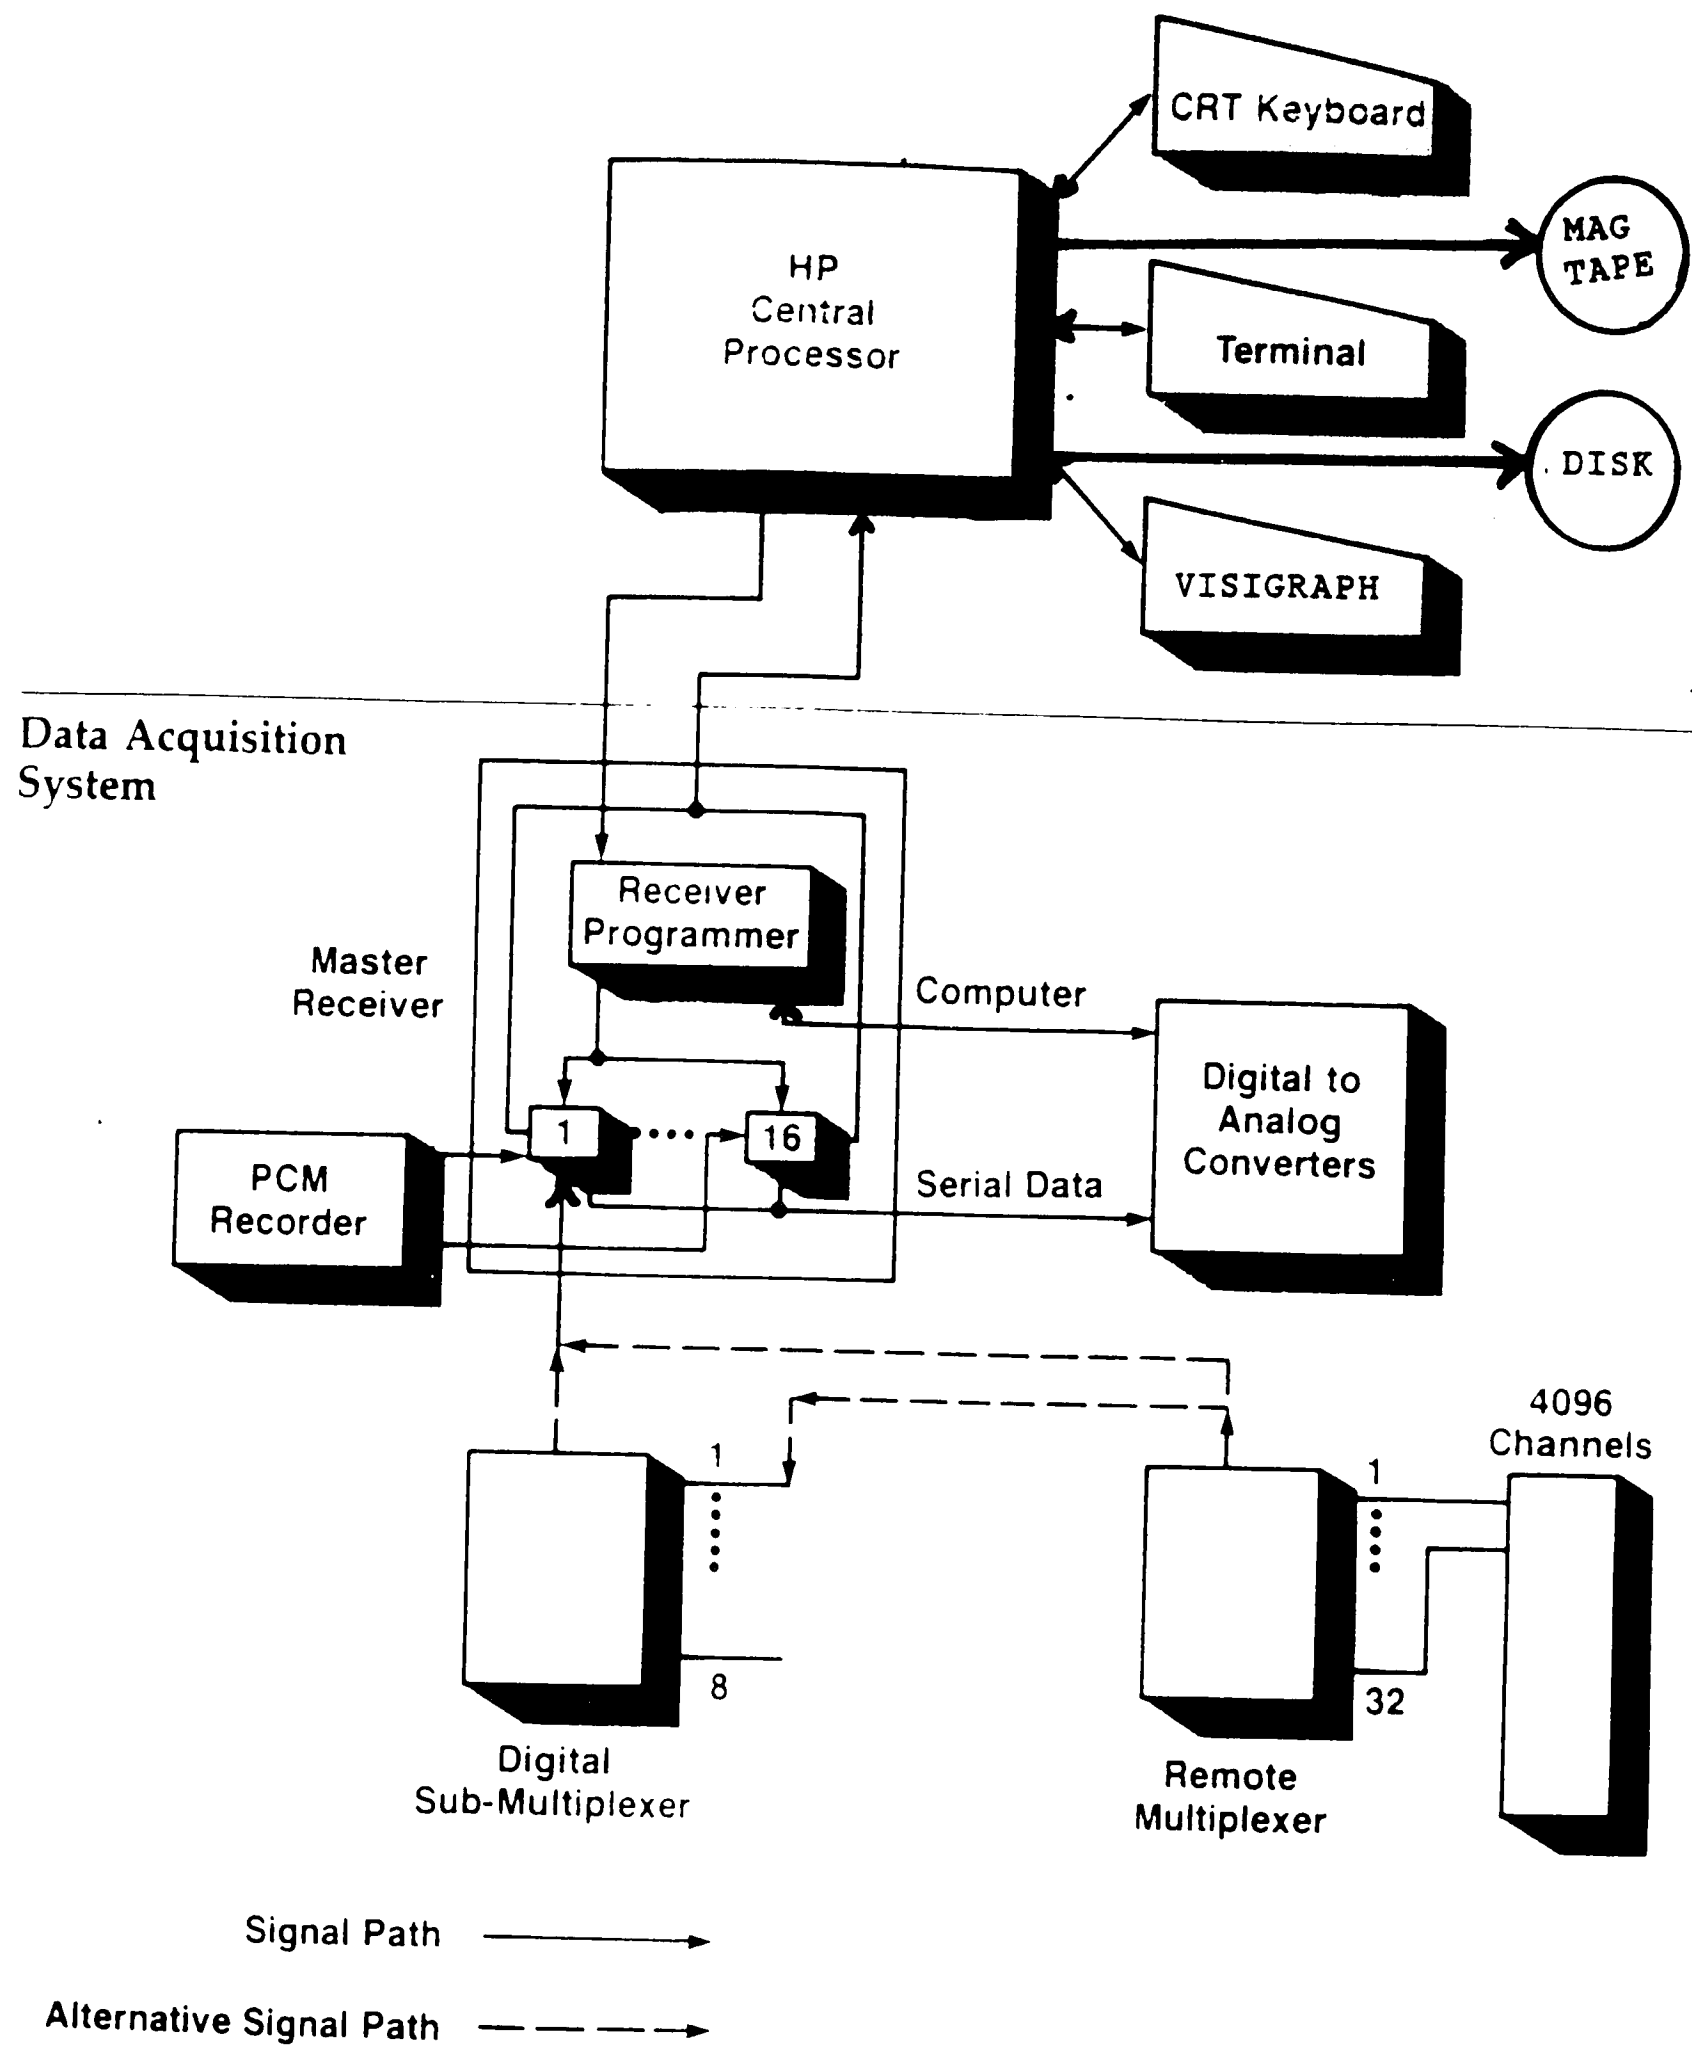 CRT Keyboard
MAG
TAPE
HP
Central
Processor
Terminal
DISK
VISIGRAPH
Data Acquisition
System
Receiver
Programmer
Master
Receiver
Computer
Digital to
Analog
Converters
1
16
PCM
Recorder
Serial Data
4096
Channels
1
8
1
32
Digital
Sub-Multiplexer
Remote
Multiplexer
Signal Path
Alternative Signal Path